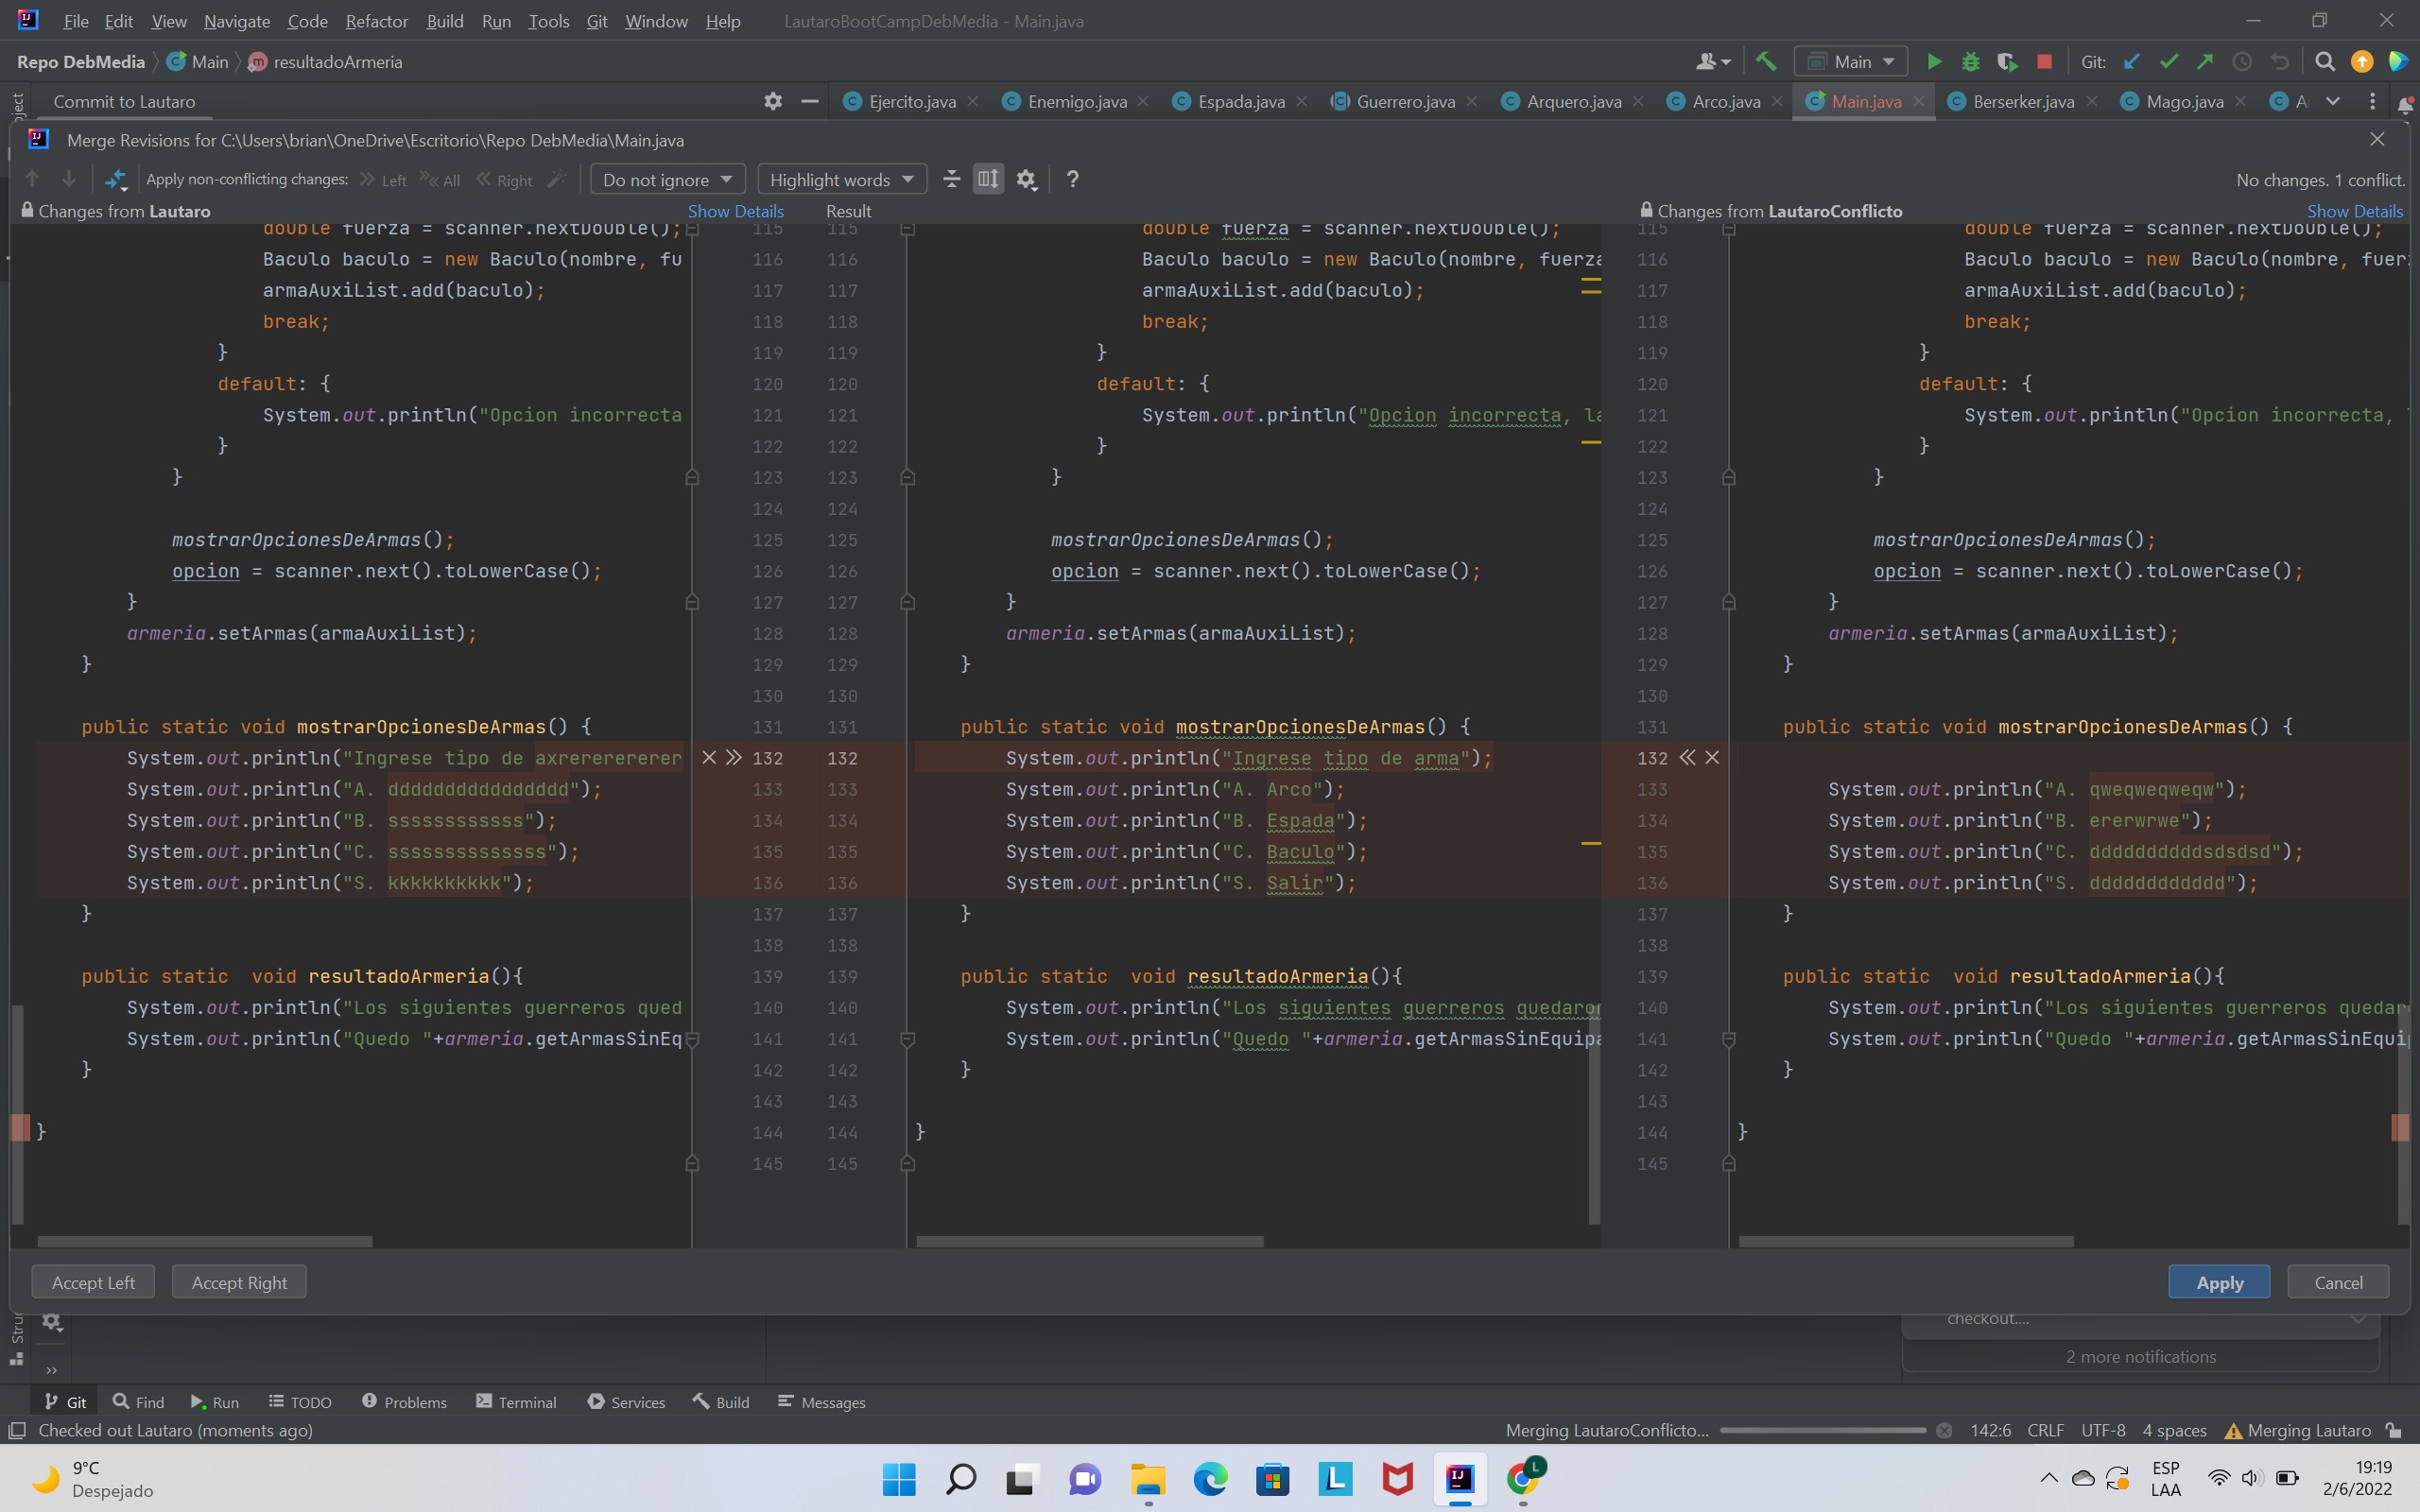 File Edit View Navigate Code Refactor Build Run Tools Git Window Help LautaroBootCampDebMedia - Main.java
Repo DebMedia Main resultadoArmeria Main Git:
Commit to Lautaro Ejercito.java Enemigo.java Espada.java Guerrero.java Arquero.java Arco.java Main.java Berserker.java Mago.java
Merge Revisions for C:\Users\brian\OneDrive\Escritorio\Repo DebMedia\Main.java
Apply non-conflicting changes: Left All Right Do not ignore Highlight words ? No changes. 1 conflict.
Changes from Lautaro Show Details Result Changes from LautaroConflicto Show Details
double fuerza = scanner.nextDouble(); 115 115 double fuerza = scanner.nextDouble(); 115 double fuerza = scanner.nextDouble();
Baculo baculo = new Baculo(nombre, fu 116 116 Baculo baculo = new Baculo(nombre, fuerza 116 Baculo baculo = new Baculo(nombre, fuer
armaAuxiList.add(baculo); 117 117 armaAuxiList.add(baculo); 117 armaAuxiList.add(baculo);
break; 118 118 break; 118 break;
} 119 119 } 119 }
default: { 120 120 default: { 120 default: {
System.out.println("Opcion incorrecta 121 121 System.out.println("Opcion incorrecta, la 121 System.out.println("Opcion incorrecta,
} 122 122 } 122 }
} 123 123 } 123 }
124 124 124
mostrarOpcionesDeArmas(); 125 125 mostrarOpcionesDeArmas(); 125 mostrarOpcionesDeArmas();
opcion = scanner.next().toLowerCase(); 126 126 opcion = scanner.next().toLowerCase(); 126 opcion = scanner.next().toLowerCase();
} 127 127 } 127 }
armeria.setArmas(armaAuxiList); 128 128 armeria.setArmas(armaAuxiList); 128 armeria.setArmas(armaAuxiList);
} 129 129 } 129 }
130 130 130
public static void mostrarOpcionesDeArmas() { 131 131 public static void mostrarOpcionesDeArmas() { 131 public static void mostrarOpcionesDeArmas() {
System.out.println("Ingrese tipo de axrerererererer 132 132 System.out.println("Ingrese tipo de arma"); 132
System.out.println("A. dddddddddddddddd"); 133 133 System.out.println("A. Arco"); 133 System.out.println("A. qweqweqweqw");
System.out.println("B. ssssssssssss"); 134 134 System.out.println("B. Espada"); 134 System.out.println("B. ererwrwe");
System.out.println("C. ssssssssssssss"); 135 135 System.out.println("C. Baculo"); 135 System.out.println("C. ddddddddddsdsdsd");
System.out.println("S. kkkkkkkkkk"); 136 136 System.out.println("S. Salir"); 136 System.out.println("S. dddddddddddd");
} 137 137 } 137 }
138 138 138
public static  void resultadoArmeria(){ 139 139 public static  void resultadoArmeria(){ 139 public static  void resultadoArmeria(){
System.out.println("Los siguientes guerreros qued 140 140 System.out.println("Los siguientes guerreros quedaron 140 System.out.println("Los siguientes guerreros quedar
System.out.println("Quedo "+armeria.getArmasSinEq 141 141 System.out.println("Quedo "+armeria.getArmasSinEquipa 141 System.out.println("Quedo "+armeria.getArmasSinEqui
} 142 142 } 142 }
143 143 143
} 144 144 } 144 }
145 145 145
Accept Left Accept Right Apply Cancel
checkout....
2 more notifications
Git Find Run TODO Problems Terminal Services Build Messages
Checked out Lautaro (moments ago) Merging LautaroConflicto... 142:6 CRLF UTF-8 4 spaces Merging Lautaro
9°C
Despejado
ESP
LAA
19:19
2/6/2022